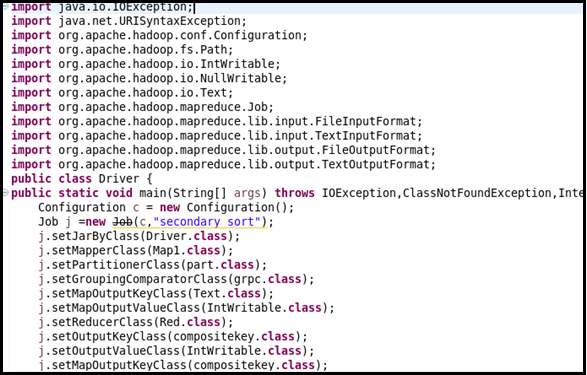 import java.io.IOException;
import java.net.URISyntaxException;
import org.apache.hadoop.conf.Configuration;
import org.apache.hadoop.fs.Path;
import org.apache.hadoop.io.IntWritable;
import org.apache.hadoop.io.NullWritable;
import org.apache.hadoop.io.Text;
import org.apache.hadoop.mapreduce.Job;
import org.apache.hadoop.mapreduce.lib.input.FileInputFormat;
import org.apache.hadoop.mapreduce.lib.input.TextInputFormat;
import org.apache.hadoop.mapreduce.lib.output.FileOutputFormat;
import org.apache.hadoop.mapreduce.lib.output.TextOutputFormat;
public class Driver {
public static void main(String[] args) throws IOException,ClassNotFoundException,Inte
Configuration c = new Configuration();
Job j =new Job(c,"secondary sort");
j.setJarByClass(Driver.class);
j.setMapperClass(Map1.class);
j.setPartitionerClass(part.class);
j.setGroupingComparatorClass(grpc.class);
j.setMapOutputKeyClass(Text.class);
j.setMapOutputValueClass(IntWritable.class);
j.setReducerClass(Red.class);
j.setOutputKeyClass(compositekey.class);
j.setOutputValueClass(IntWritable.class);
j.setMapOutputKeyClass(compositekey.class);